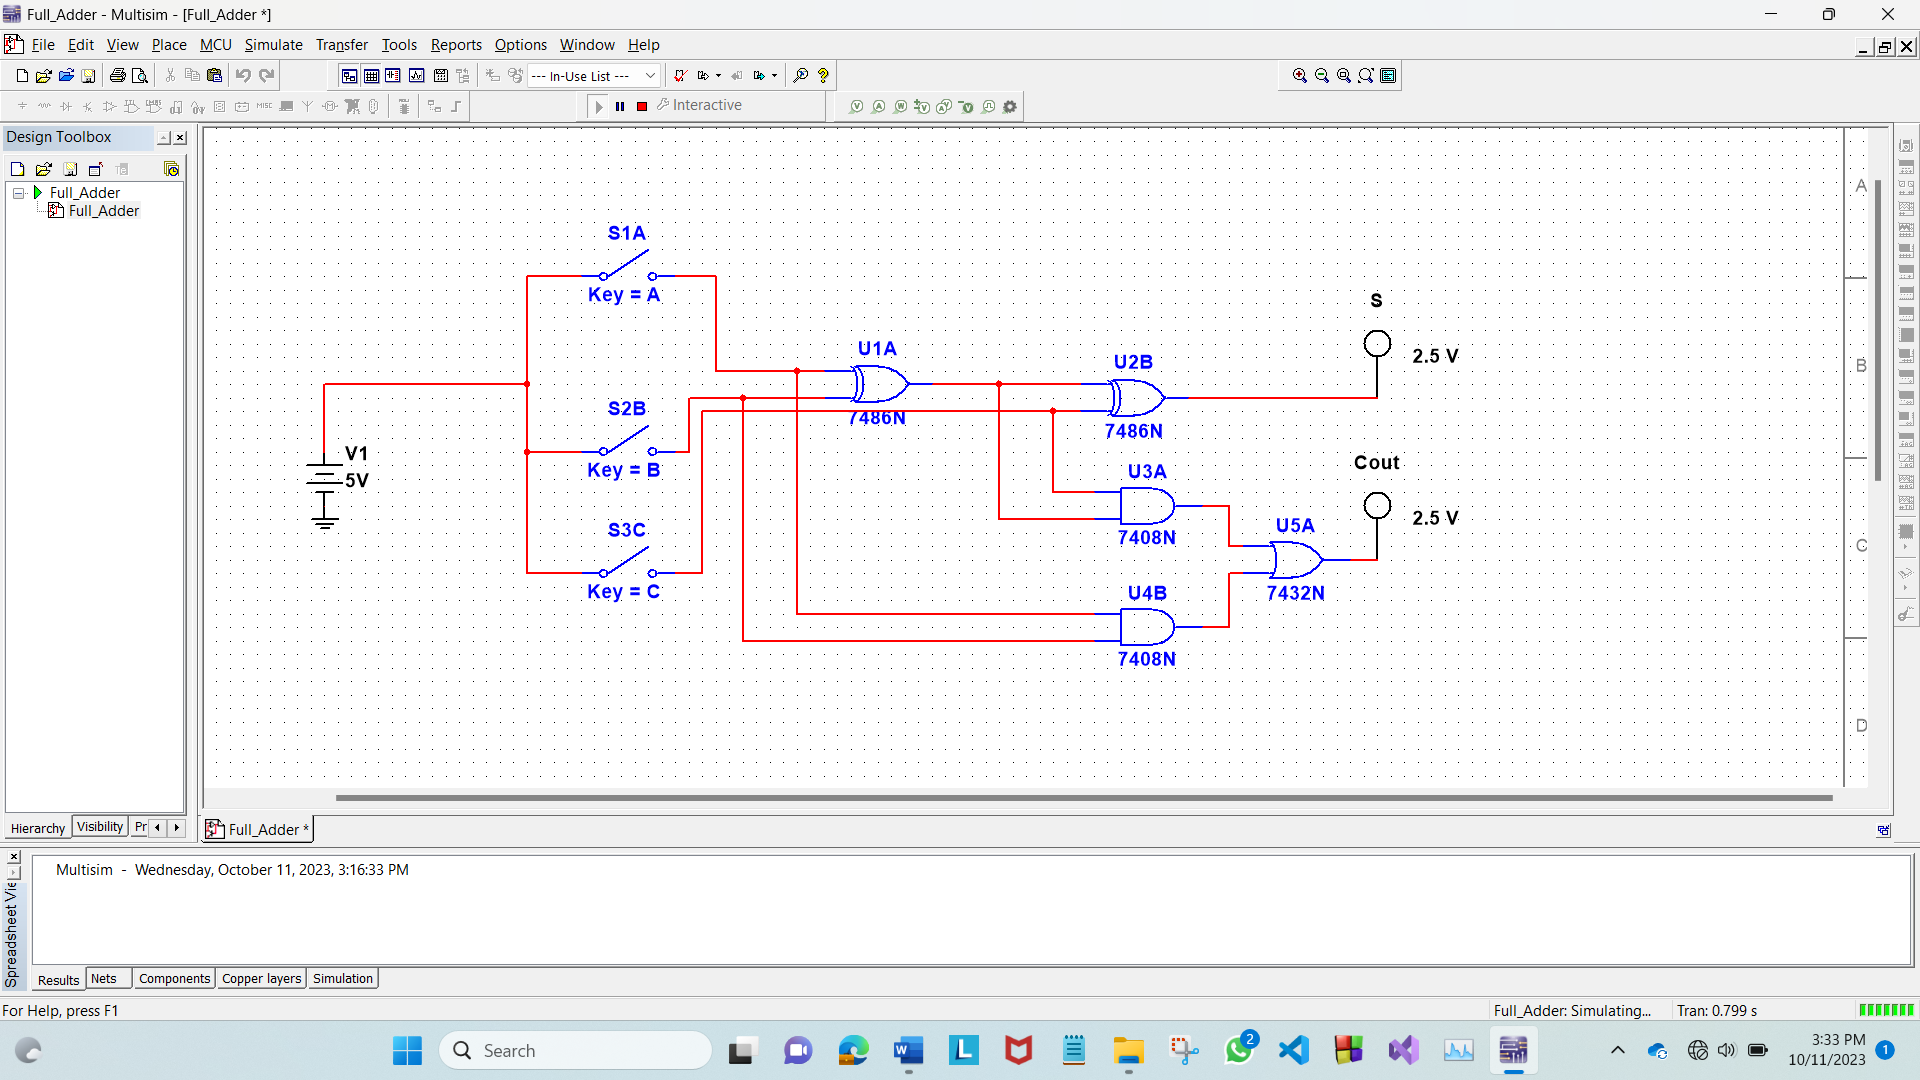 Full_Adder - Multisim - [Full_Adder *]
File Edit View Place MCU Simulate Transfer Tools Reports Options Window Help
--- In-Use List ---
Interactive
Design Toolbox
Full_Adder
Full_Adder
S1A
Key = A
S2B
Key = B
S3C
Key = C
V1
5V
U1A
7486N
U2B
7486N
U3A
7408N
U4B
7408N
U5A
7432N
S
2.5 V
Cout
2.5 V
A
B
C
D
Hierarchy Visibility Pr
Full_Adder *
Multisim - Wednesday, October 11, 2023, 3:16:33 PM
Spreadsheet Vie
Results Nets Components Copper layers Simulation
For Help, press F1
Full_Adder: Simulating... Tran: 0.799 s
Search
2
3:33 PM
10/11/2023
1